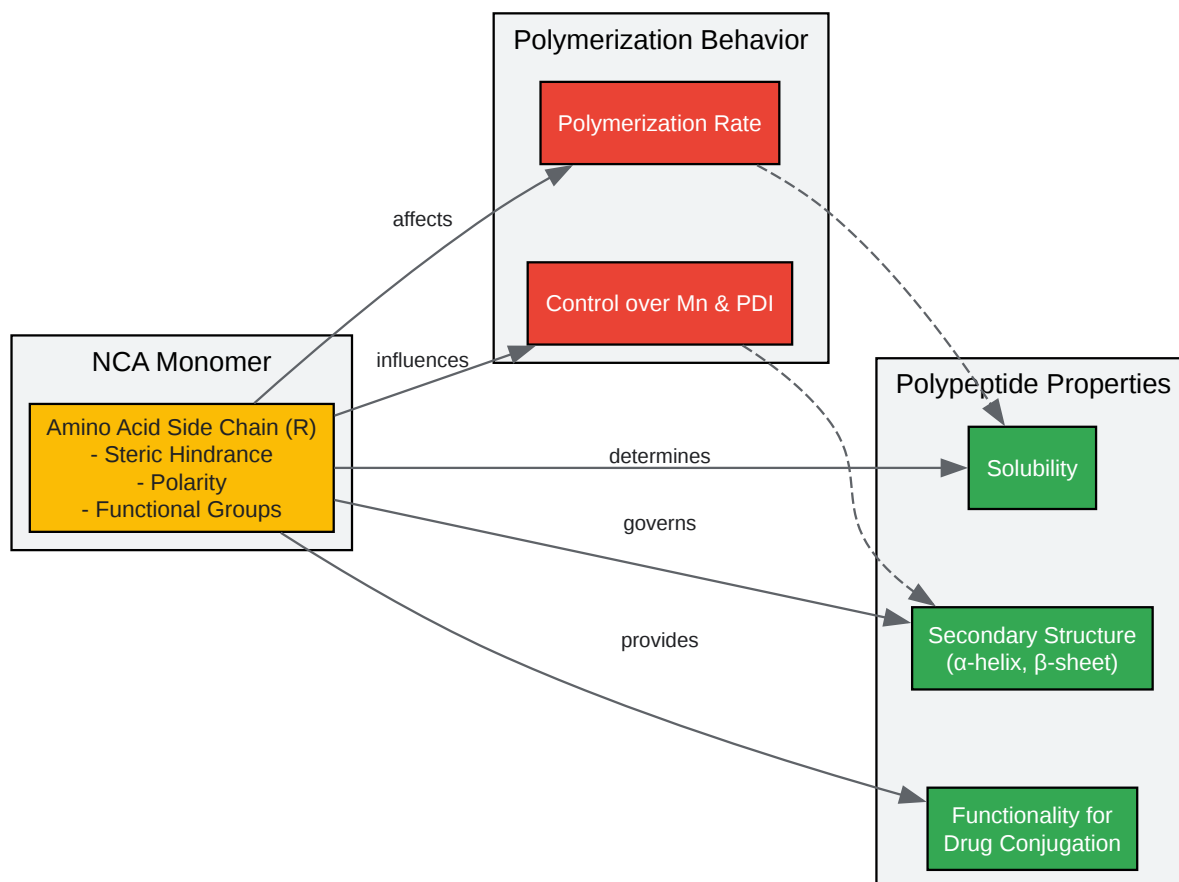 Polymerization Behavior
Polymerization Rate
affects
Control over Mn & PDI
influences
NCA Monomer
Amino Acid Side Chain (R)
- Steric Hindrance
- Polarity
- Functional Groups
Polypeptide Properties
determines
Solubility
governs
Secondary Structure
(α-helix, β-sheet)
provides
Functionality for
Drug Conjugation